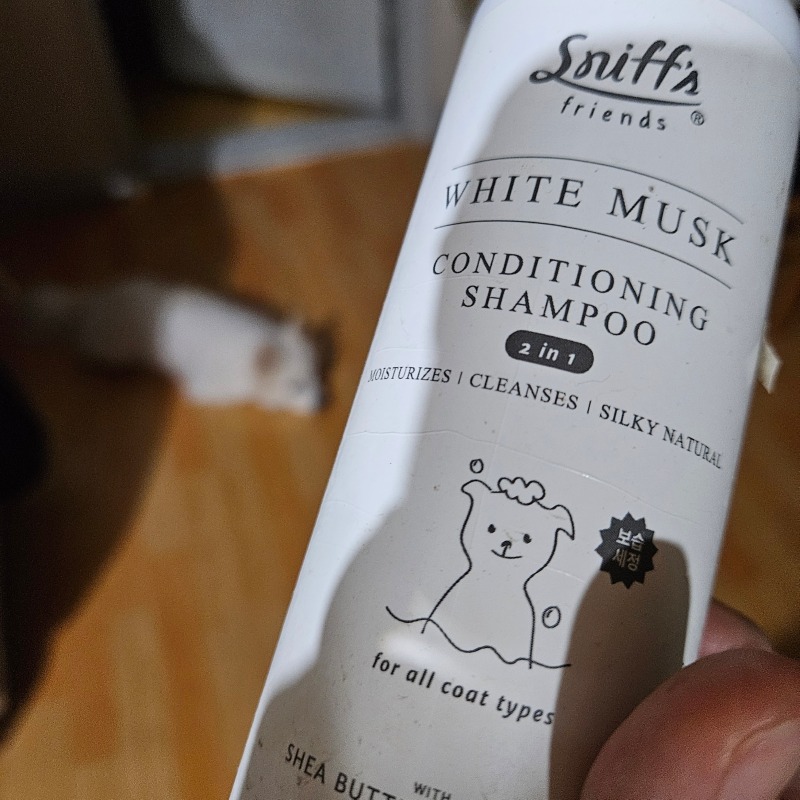 Sniff's
friends ®
WHITE MUSK
CONDITIONING
SHAMPOO
2 in 1
MOISTURIZES | CLEANSES | SILKY NATURAL
보습
세정
for all coat types
WITH
SHEA